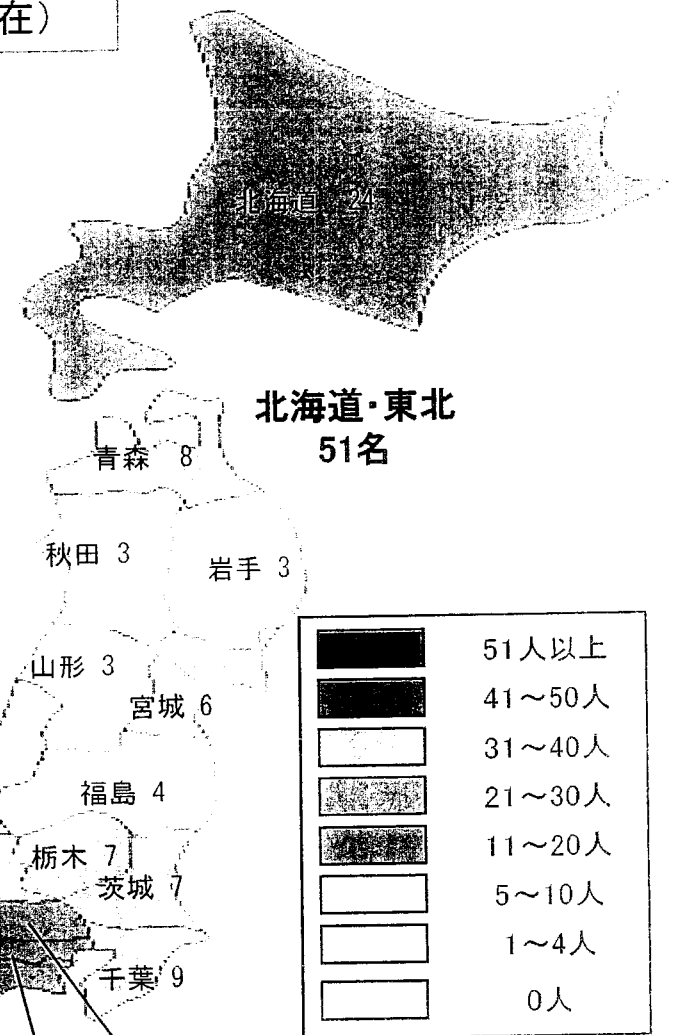 在)
北海道 24
北海道・東北
51名
青森 8
秋田 3
岩手 3
山形 3
宮城 6
福島 4
栃木 7
茨城 7
千葉 9
51人以上
41～50人
31～40人
21～30人
11～20人
5～10人
1～4人
0人